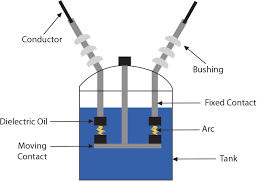 Conductor
Bushing
Fixed Contact
Dielectric Oil
Arc
Moving
Contact
Tank